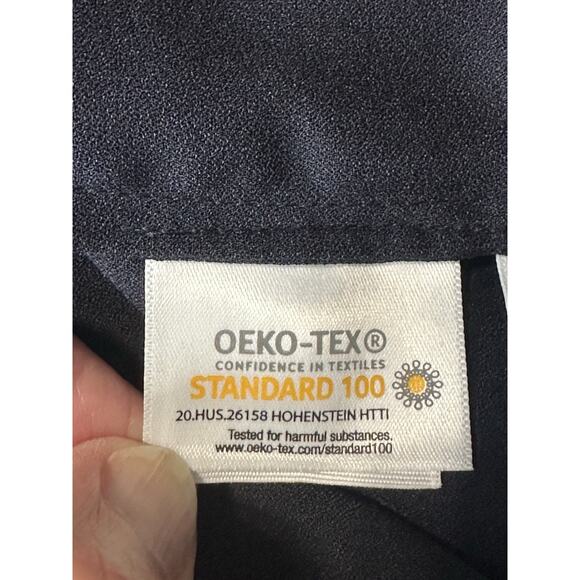 OEKO-TEX®
CONFIDENCE IN TEXTILES
STANDARD 100
20.HUS.26158 HOHENSTEIN HTTI
Tested for harmful substances.
www.oeko-tex.com/standard100